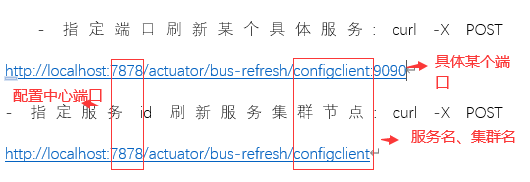 - 指定端口刷新某个具体服务: curl -X POST
http://localhost:7878/actuator/bus-refresh/configclient:9090
具体某个端口
配置中心端口
- 指定服务 id 刷新服务集群节点: curl -X POST
服务名、集群名
http://localhost:7878/actuator/bus-refresh/configclient